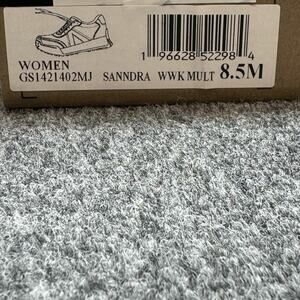 1 96628 52298 4
WOMEN
GS1421402MJ SANNDRA WWK MULT 8.5M